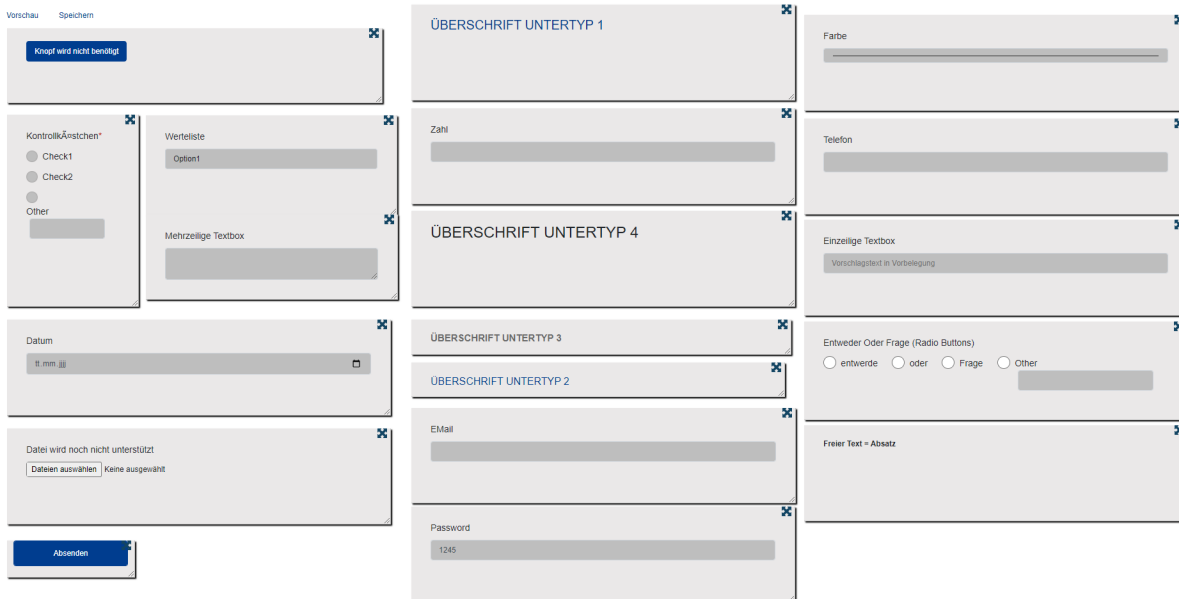 Vorschau Speichern
Knopf wird nicht benötigt
KontrollkÃ¤stchen*
Check1
Check2
Other
Werteliste
Option1
Mehrzeilige Textbox
Datum
tt.mm.jjjj
Datei wird noch nicht unterstützt
Dateien auswählen Keine ausgewählt
Absenden
ÜBERSCHRIFT UNTERTYP 1
Zahl
ÜBERSCHRIFT UNTERTYP 4
ÜBERSCHRIFT UNTERTYP 3
ÜBERSCHRIFT UNTERTYP 2
EMail
Password
1245
Farbe
Telefon
Einzeilige Textbox
Vorschlagstext in Vorbelegung
Entweder Oder Frage (Radio Buttons)
entwerde oder Frage Other
Freier Text = Absatz